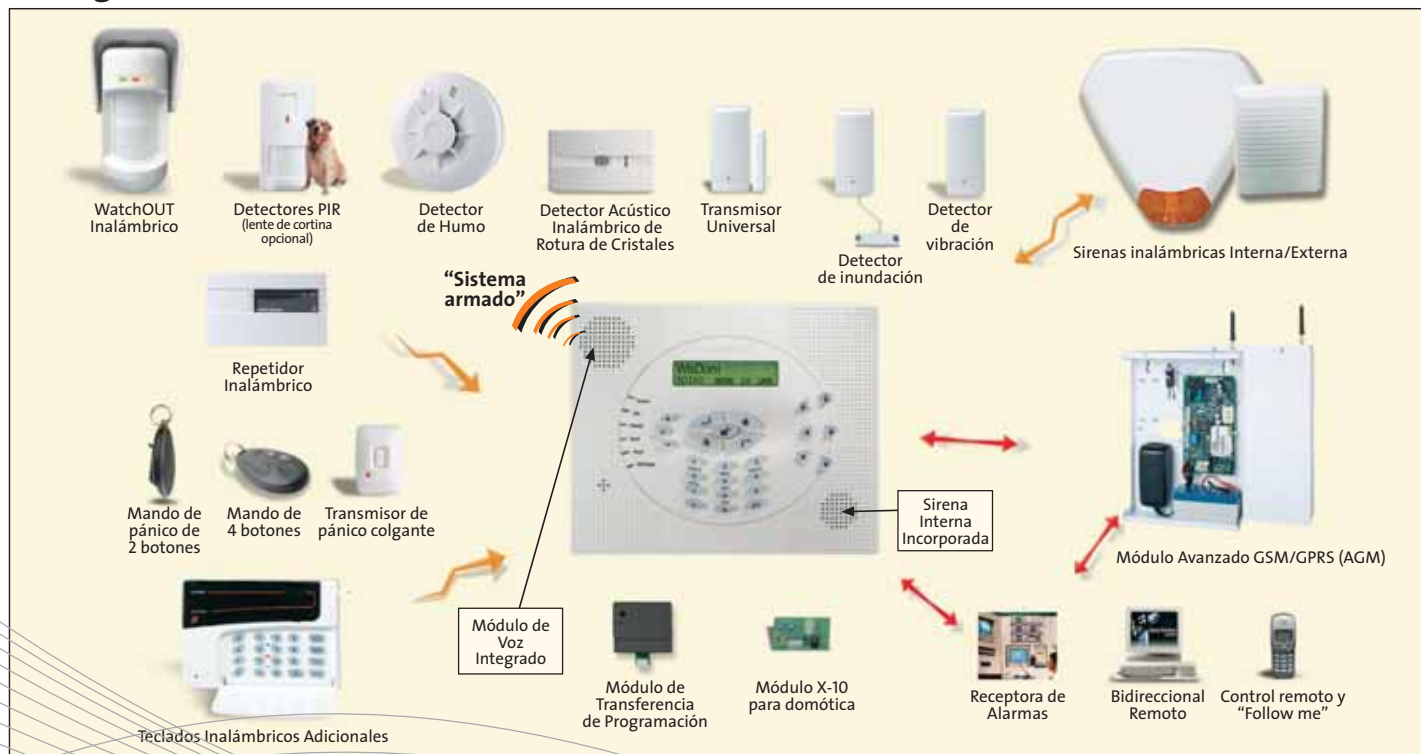 WatchOUT
Inalámbrico
Detectores PIR
(lente de cortina
opcional)
Detector
de Humo
Detector Acústico
Inalámbrico de
Rotura de Cristales
Transmisor
Universal
Detector
de inundación
Detector
de
vibración
Sirenas inalámbricas Interna/Externa
"Sistema
armado"
Repetidor
Inalámbrico
WisDom
Mando de
pánico de
2 botones
Mando de
4 botones
Transmisor de
pánico colgante
Sirena
Interna
Incorporada
Módulo Avanzado GSM/GPRS (AGM)
Módulo de
Voz
Integrado
Teclados Inalámbricos Adicionales
Módulo de
Transferencia
de Programación
Módulo X-10
para domótica
Receptora de
Alarmas
Bidireccional
Remoto
Control remoto y
"Follow me"